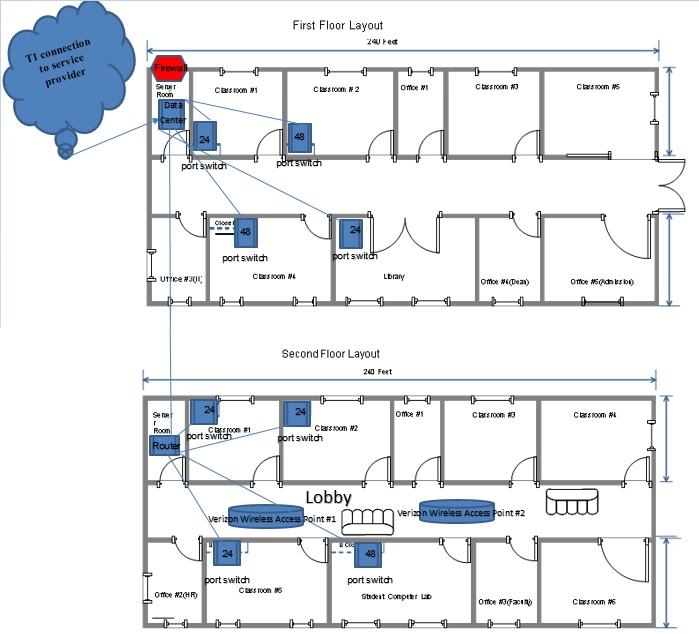 First Floor Layout
240 Feet
T1 connection
to service
provider
Firewall
Server
Room
Data
Center
Classroom #1
Classroom # 2
Office #1
Classroom #3
Classroom #5
24
port switch
48
port switch
Closet
48
port switch
24
port switch
Office #3(IT)
Classroom #4
Library
Office #4(Dean)
Office #5(Admission)
Second Floor Layout
240 Feet
Server
r
Room
Router
24
port switch
Classroom #1
24
port switch
Classroom #2
Office #1
Classroom #3
Classroom #4
Lobby
Verizon Wireless Access Point #1
Verizon Wireless Access Point #2
24
port switch
48
port switch
Office #2(HR)
Classroom #5
Student Computer Lab
Office #3(Faculty)
Classroom #6